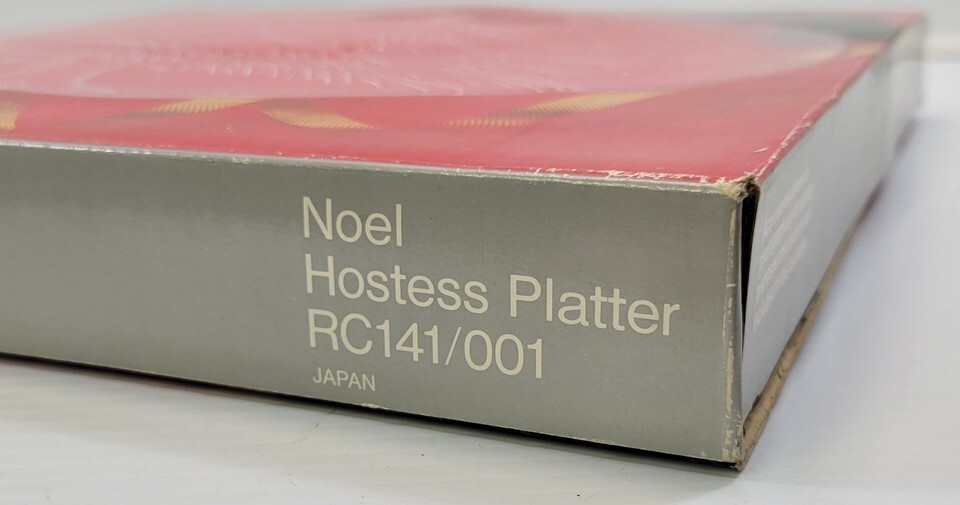 Noel
Hostess Platter
RC141/001
JAPAN